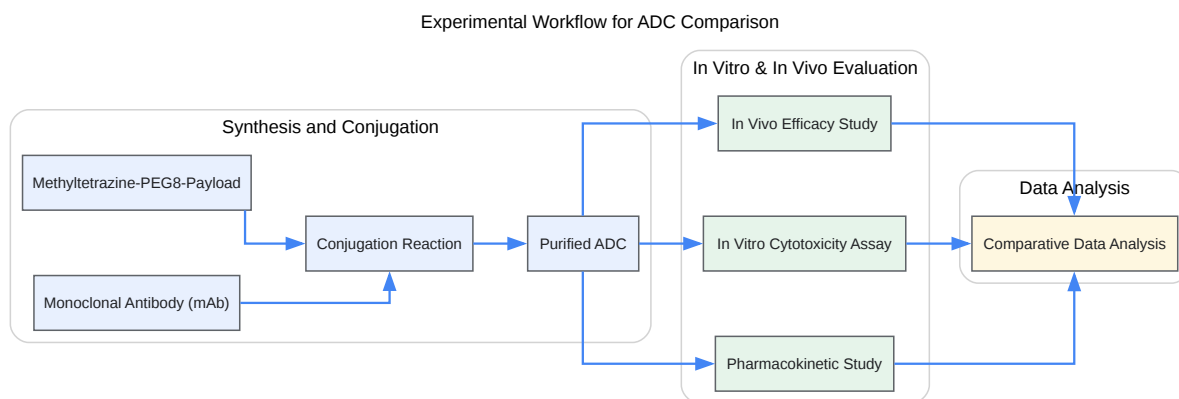 Experimental Workflow for ADC Comparison
In Vitro & In Vivo Evaluation
Synthesis and Conjugation
In Vivo Efficacy Study
Methyltetrazine-PEG8-Payload
Data Analysis
Conjugation Reaction
Purified ADC
In Vitro Cytotoxicity Assay
Comparative Data Analysis
Monoclonal Antibody (mAb)
Pharmacokinetic Study